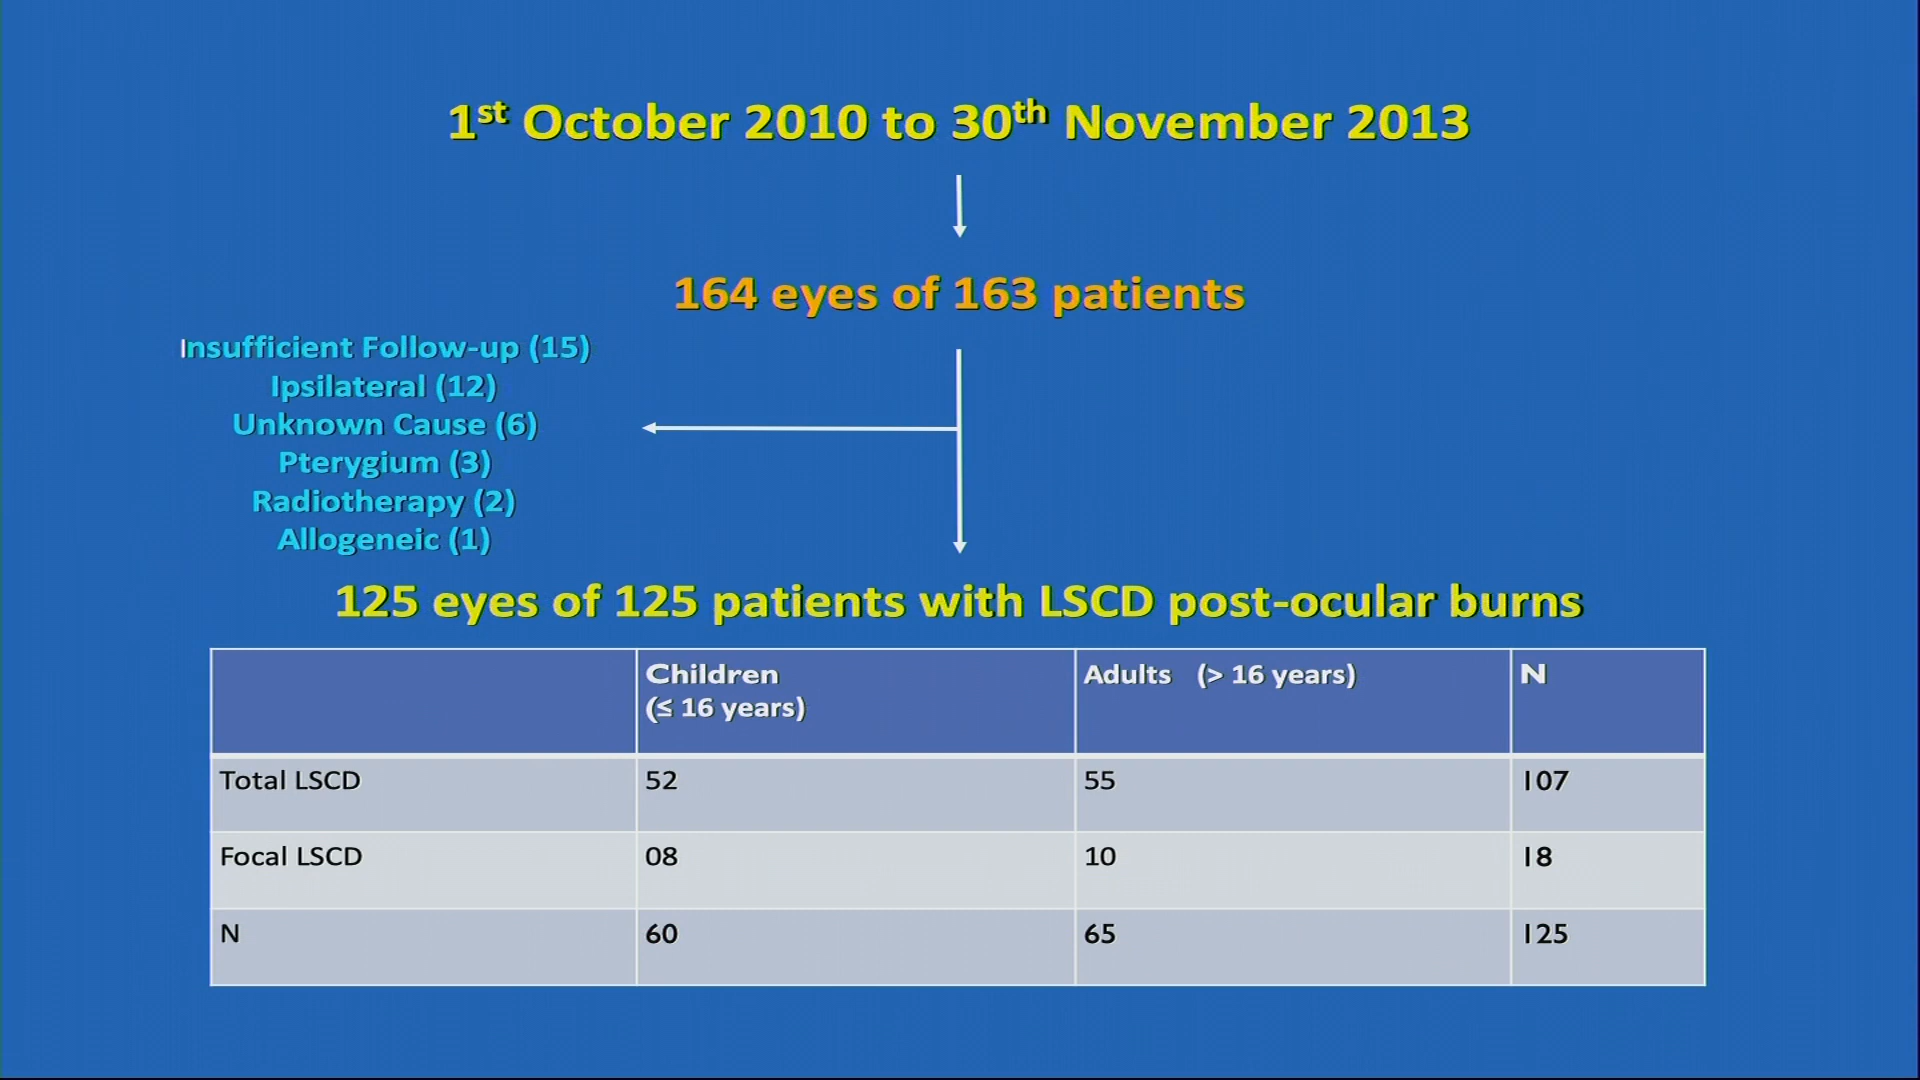 1st October 2010 to 30th November 2013
164 eyes of 163 patients
Insufficient Follow-up (15)
Ipsilateral (12)
Unknown Cause (6)
Pterygium (3)
Radiotherapy (2)
Allogeneic (1)
125 eyes of 125 patients with LSCD post-ocular burns
Children (≤ 16 years) Adults (> 16 years) N
Total LSCD 52 55 107
Focal LSCD 08 10 18
N 60 65 125